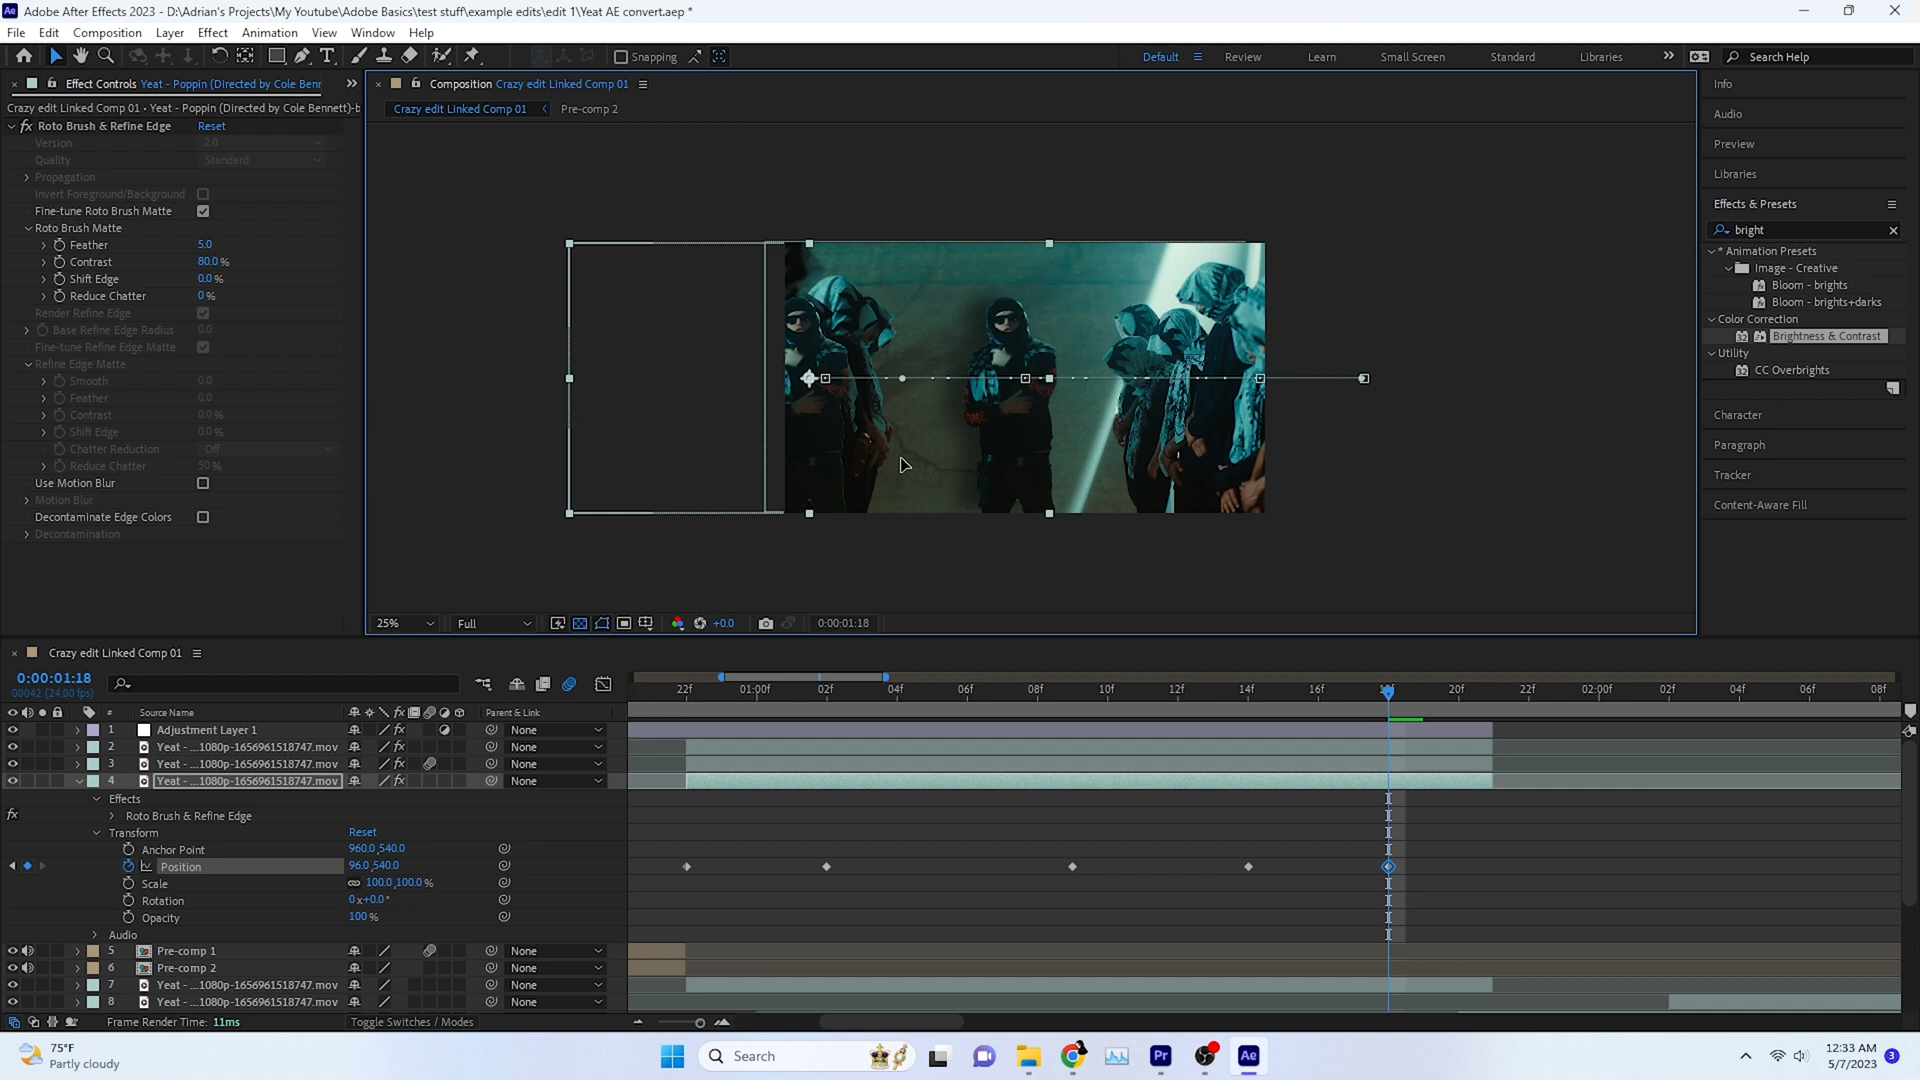 Adobe After Effects 2023 - D:\Adrian's Projects\My Youtube\Adobe Basics\test stuff\example edits\edit 1\Yeat AE convert.aep *
File Edit Composition Layer Effect Animation View Window Help
Snapping Default Review Learn Small Screen Standard Libraries Search Help
Effect Controls Yeat - Poppin (Directed by Cole Benr
Crazy edit Linked Comp 01 • Yeat - Poppin (Directed by Cole Bennett)-b
fx Roto Brush & Refine Edge Reset
Version 2.0
Quality Standard
Propagation
Invert Foreground/Background
Fine-tune Roto Brush Matte
Roto Brush Matte
Feather 5.0
Contrast 80.0 %
Shift Edge 0.0 %
Reduce Chatter 0 %
Render Refine Edge
Base Refine Edge Radius 0.0
Fine-tune Refine Edge Matte
Refine Edge Matte
Smooth 0.0
Feather 0.0
Contrast 0.0 %
Shift Edge 0.0 %
Chatter Reduction Off
Reduce Chatter 50 %
Use Motion Blur
Motion Blur
Decontaminate Edge Colors
Decontamination
Composition Crazy edit Linked Comp 01
Crazy edit Linked Comp 01 Pre-comp 2
25% Full +0.0 0:00:01:18
Info
Audio
Preview
Libraries
Effects & Presets
bright
* Animation Presets
Image - Creative
Bloom - brights
Bloom - brights+darks
Color Correction
Brightness & Contrast
Utility
CC Overbrights
Character
Paragraph
Tracker
Content-Aware Fill
Crazy edit Linked Comp 01
0:00:01:18
00042 (24.00 fps)
22f 01:00f 02f 04f 06f 08f 10f 12f 14f 16f 20f 22f 02:00f 02f 04f 06f 08f
# Source Name fx Parent & Link
1 Adjustment Layer 1 None
2 Yeat - ...1080p-1656961518747.mov fx None
3 Yeat - ...1080p-1656961518747.mov fx None
4 Yeat - ...1080p-1656961518747.mov fx None
Effects
fx Roto Brush & Refine Edge
Transform Reset
Anchor Point 960.0,540.0
Position 96.0,540.0
Scale 100.0,100.0 %
Rotation 0x+0.0°
Opacity 100 %
Audio
5 Pre-comp 1 None
6 Pre-comp 2 None
7 Yeat - ...1080p-1656961518747.mov None
8 Yeat - ...1080p-1656961518747.mov None
Frame Render Time: 11ms Toggle Switches / Modes
75°F
Partly cloudy
Search
Pr Ae
12:33 AM
5/7/2023
3